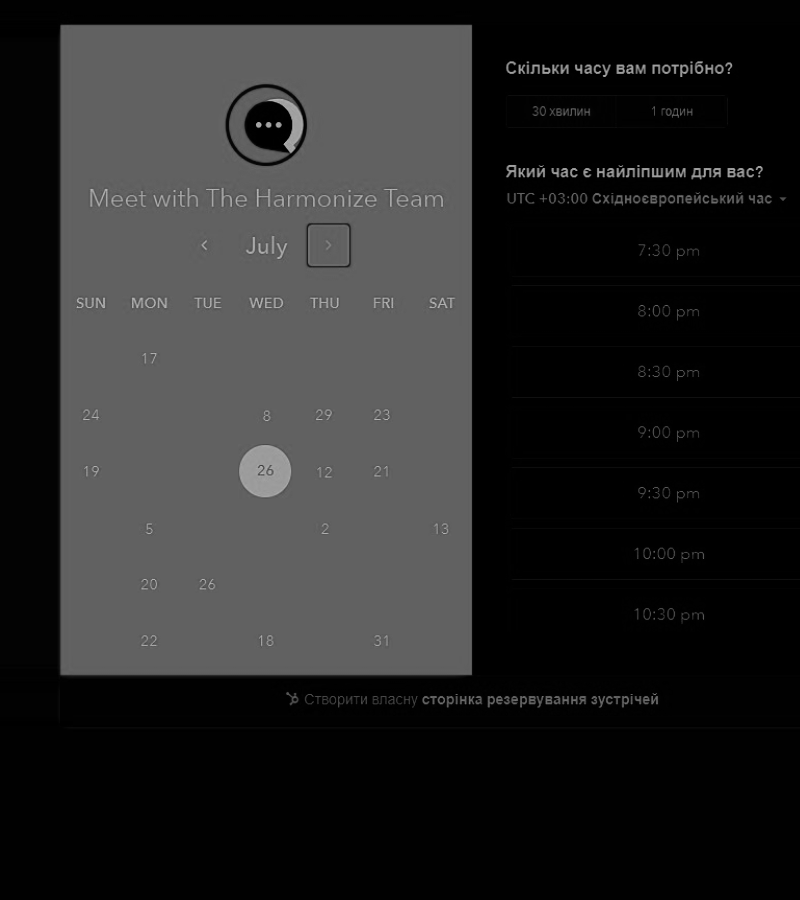 Meet with The Harmonize Team
July
SUN MON TUE WED THU FRI SAT
17
24 8 29 23
19 26 12 21
5 2 13
20 26
22 18 31
Скільки часу вам потрібно?
30 хвилин 1 годин
Який час є найліпшим для вас?
UTC +03:00 Східноєвропейський час
7:30 pm
8:00 pm
8:30 pm
9:00 pm
9:30 pm
10:00 pm
10:30 pm
Створити власну сторінка резервування зустрічей